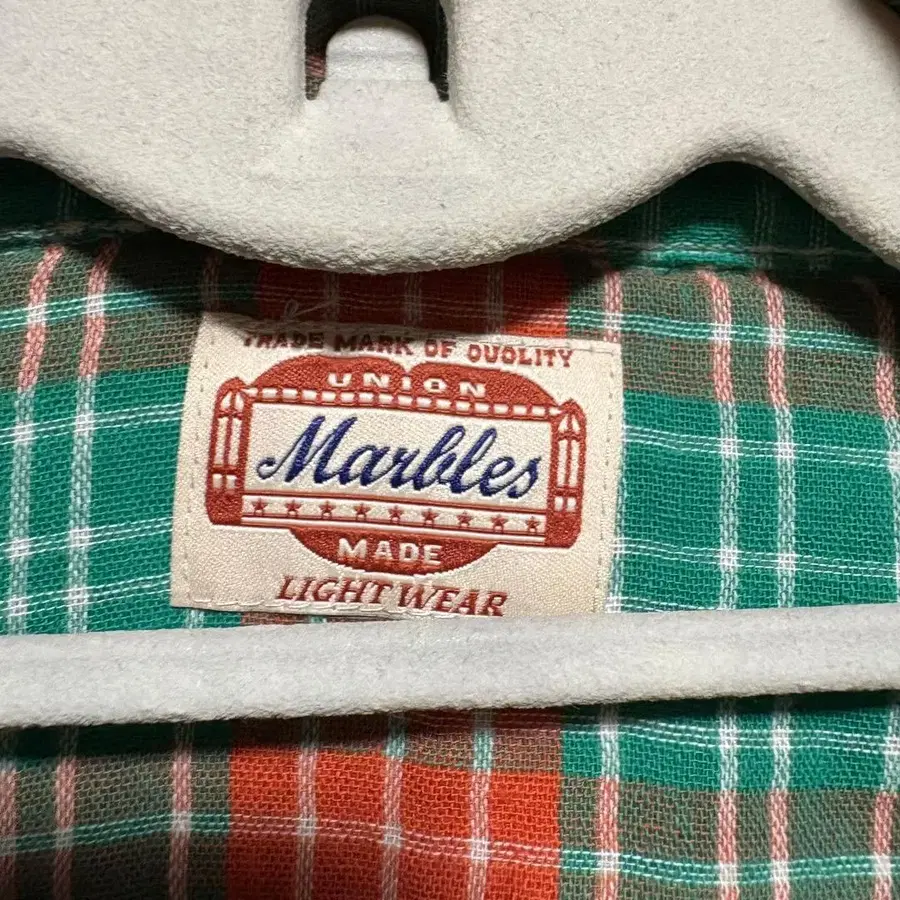 TRADE MARK OF QUOLITY
UNION
Marbles
MADE
LIGHT WEAR